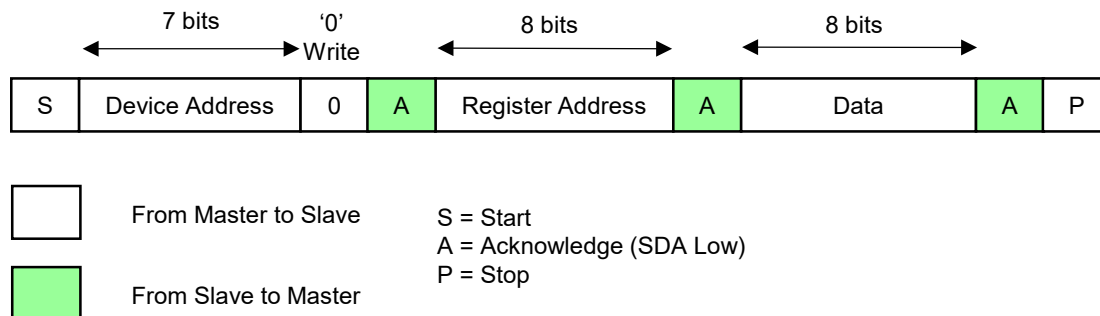 7 bits
‘0’
Write
8 bits
8 bits
S Device Address 0 A Register Address A Data A P
From Master to Slave
S = Start
A = Acknowledge (SDA Low)
P = Stop
From Slave to Master